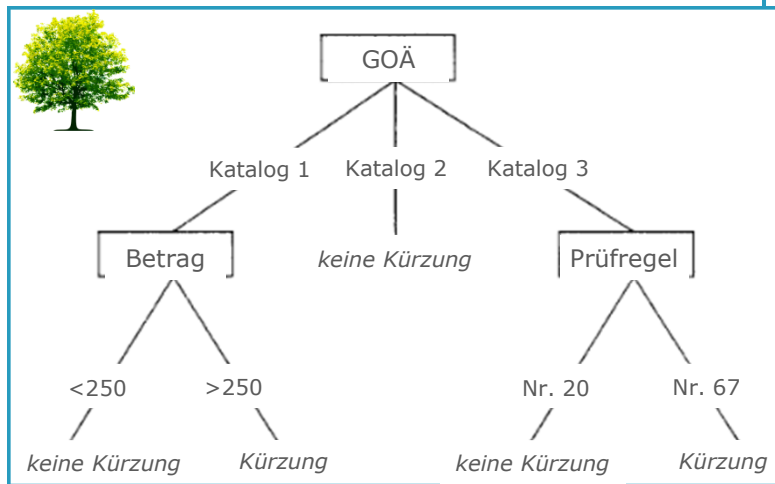 GOÄ
Katalog 1 Katalog 2 Katalog 3
Betrag keine Kürzung Prüfregel
<250 >250 Nr. 20 Nr. 67
keine Kürzung Kürzung keine Kürzung Kürzung